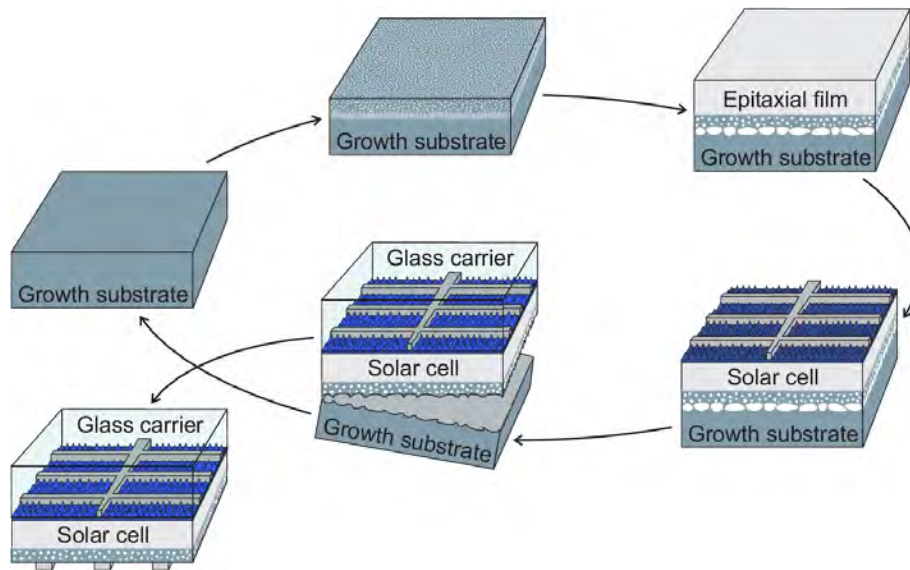 Growth substrate
Growth substrate
Epitaxial film
Growth substrate
Solar cell
Growth substrate
Glass carrier
Solar cell
Growth substrate
Glass carrier
Solar cell